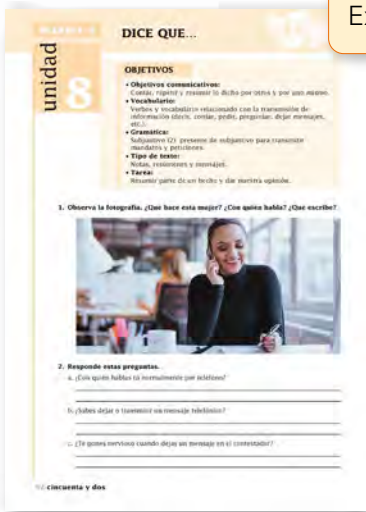 Ex
unidad
8
DICE QUE...
OBJETIVOS
• Objetivos comunicativos:
Contar, repetir y resumir lo dicho por otros y por uno mismo.
• Vocabulario:
Verbos y vocabulario relacionado con la transmisión de
información (decir, contar, pedir, preguntar, dejar mensajes,
etc.).
• Gramática:
Subjuntivo (2): presente de subjuntivo para transmitir
mandatos y peticiones.
• Tipo de texto:
Notas, resúmenes y mensajes.
• Tarea:
Resumir parte de un hecho y dar nuestra opinión.
1. Observa la fotografía. ¿Qué hace esta mujer? ¿Con quién habla? ¿Qué escribe?
2. Responde estas preguntas.
a. ¿Con quién hablas tú normalmente por teléfono?
b. ¿Sabes dejar o transmitir un mensaje telefónico?
c. ¿Te pones nervioso cuando dejas un mensaje en el contestador?
cincuenta y dos